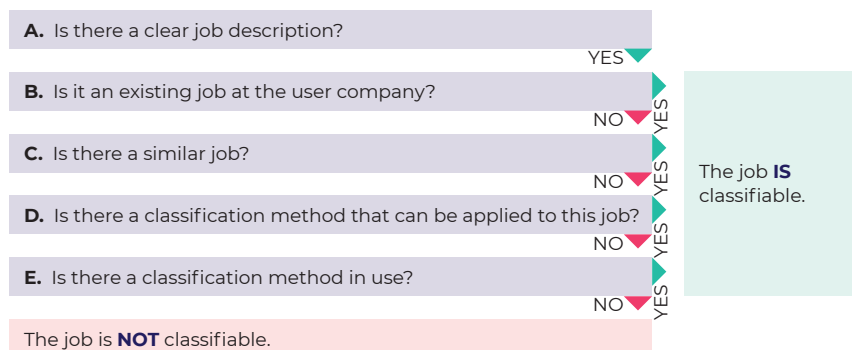 A. Is there a clear job description?
YES
B. Is it an existing job at the user company?
YES
NO
C. Is there a similar job?
YES
NO
D. Is there a classification method that can be applied to this job?
YES
NO
E. Is there a classification method in use?
YES
NO
The job is NOT classifiable.
The job IS
classifiable.